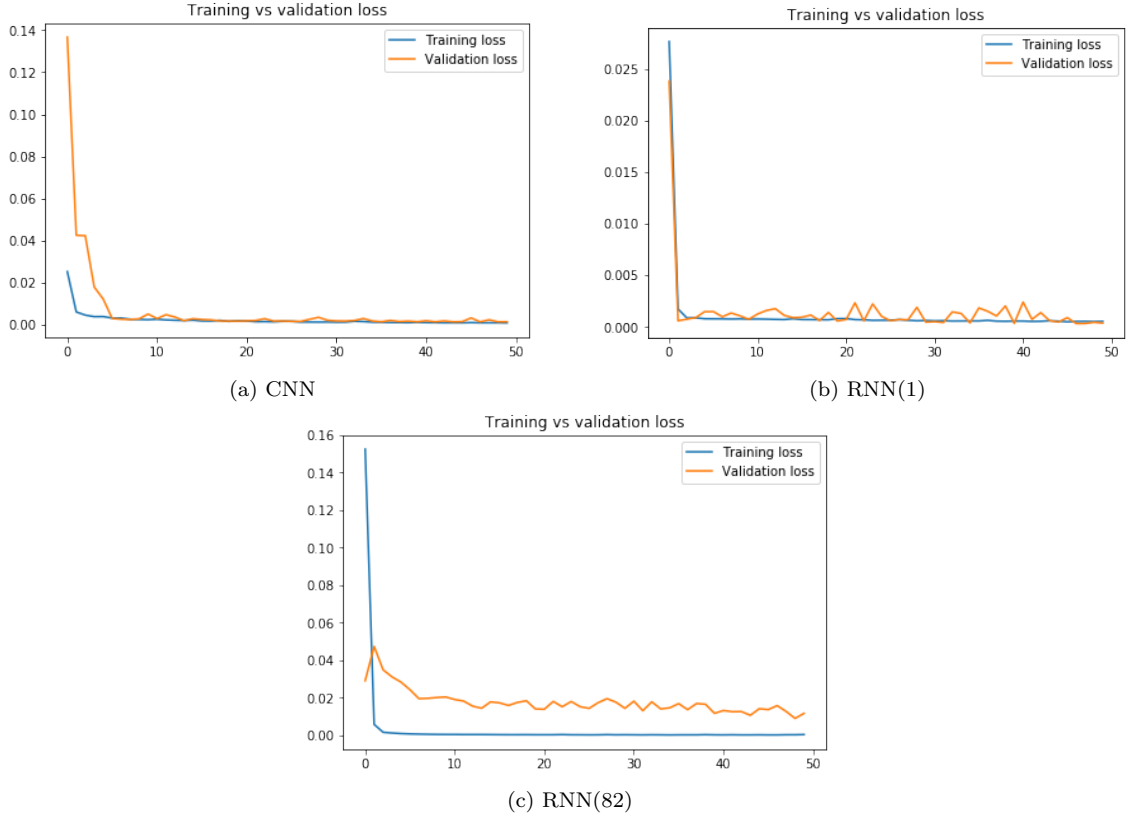 Training vs validation loss
0.14
0.12
0.10
0.08
0.06
0.04
0.02
0.00
Training loss
Validation loss
0 10 20 30 40 50
(a) CNN
Training vs validation loss
0.025
0.020
0.015
0.010
0.005
0.000
Training loss
Validation loss
0 10 20 30 40 50
(b) RNN(1)
Training vs validation loss
0.16
0.14
0.12
0.10
0.08
0.06
0.04
0.02
0.00
Training loss
Validation loss
0 10 20 30 40 50
(c) RNN(82)